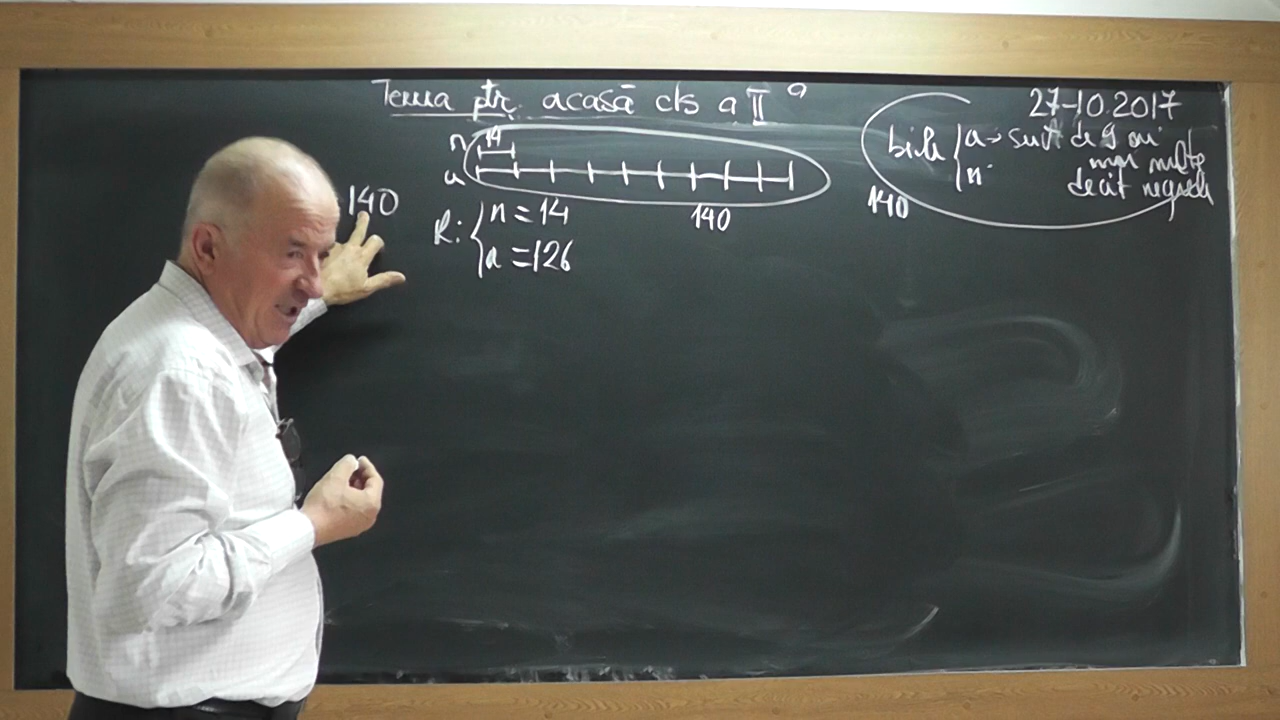 Tema ptr. acasă cls a II a
27-10.2017
n 14
a
140
140
R: { n = 14
a = 126
bile { a → sunt de 9 ori
mai multe
decît negrele
n
140